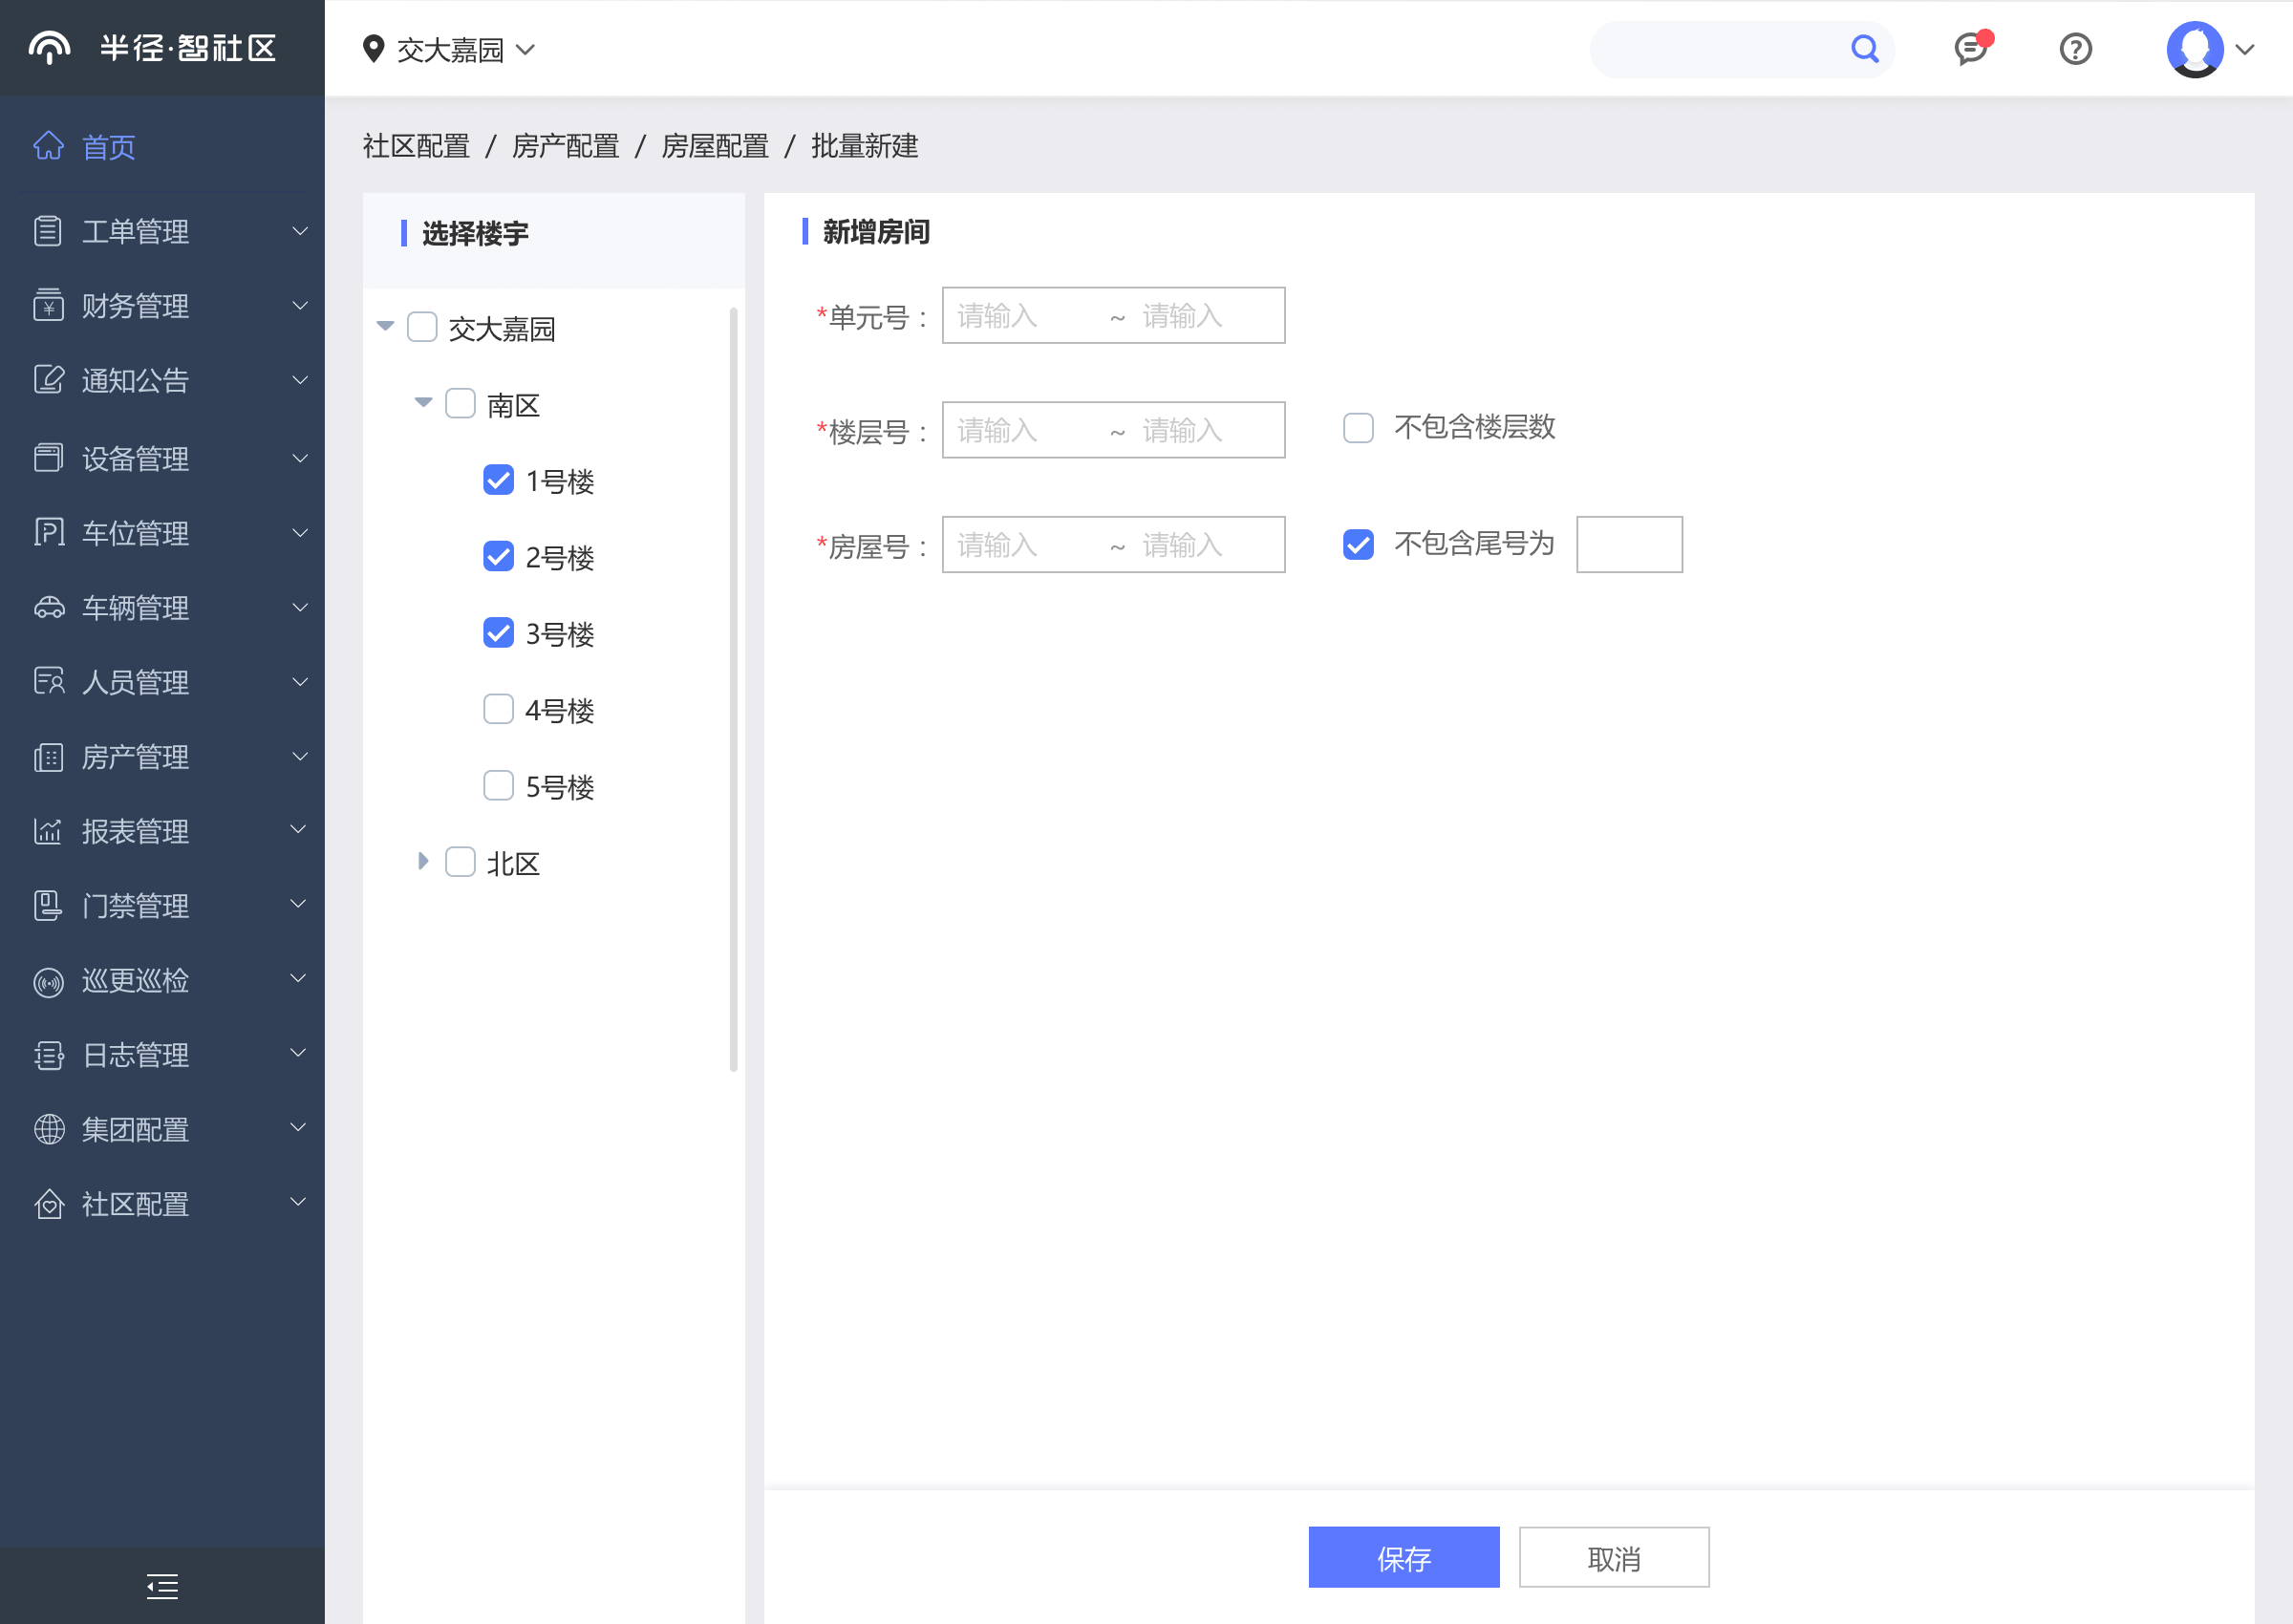 半径·智社区
交大嘉园
首页
工单管理
财务管理
通知公告
设备管理
车位管理
车辆管理
人员管理
房产管理
报表管理
门禁管理
巡更巡检
日志管理
集团配置
社区配置
社区配置 / 房产配置 / 房屋配置 / 批量新建
选择楼宇
交大嘉园
南区
1号楼
2号楼
3号楼
4号楼
5号楼
北区
新增房间
*单元号： 请输入 ~ 请输入
*楼层号： 请输入 ~ 请输入 不包含楼层数
*房屋号： 请输入 ~ 请输入 不包含尾号为
保存 取消